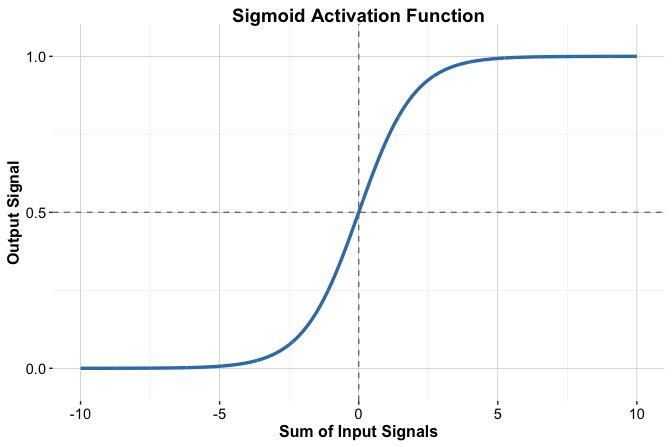 Sigmoid Activation Function
Output Signal
1.0
0.5
0.0
-10 -5 0 5 10
Sum of Input Signals